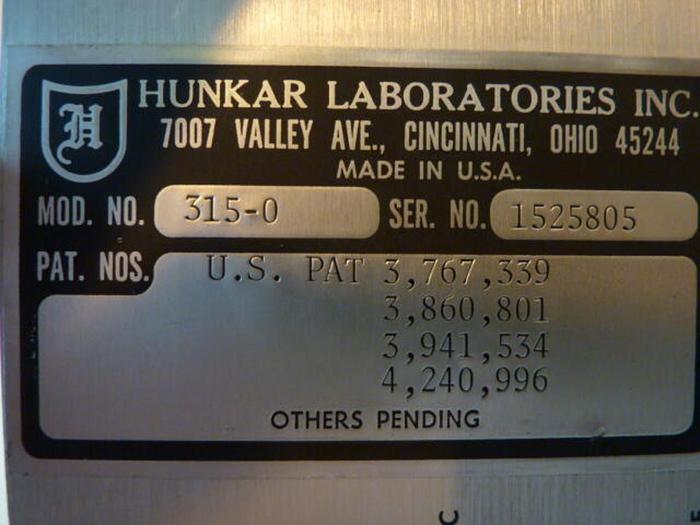 H
HUNKAR LABORATORIES INC.
7007 VALLEY AVE., CINCINNATI, OHIO 45244
MADE IN U.S.A.
MOD. NO. 315-0 SER. NO. 1525805
PAT. NOS. U.S. PAT 3,767,339
3,860,801
3,941,534
4,240,996
OTHERS PENDING